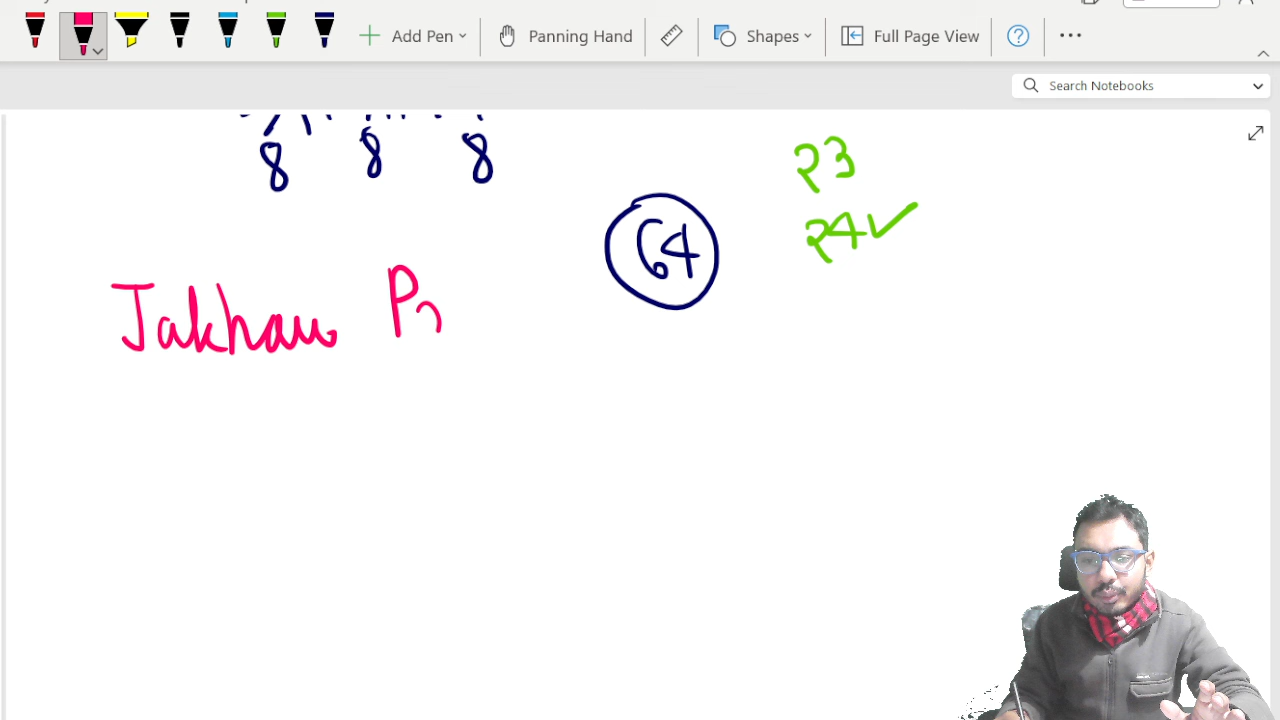 Add Pen
Panning Hand
Shapes
Full Page View
Search Notebooks
8 8 8
23
24✓
64
Jakhau